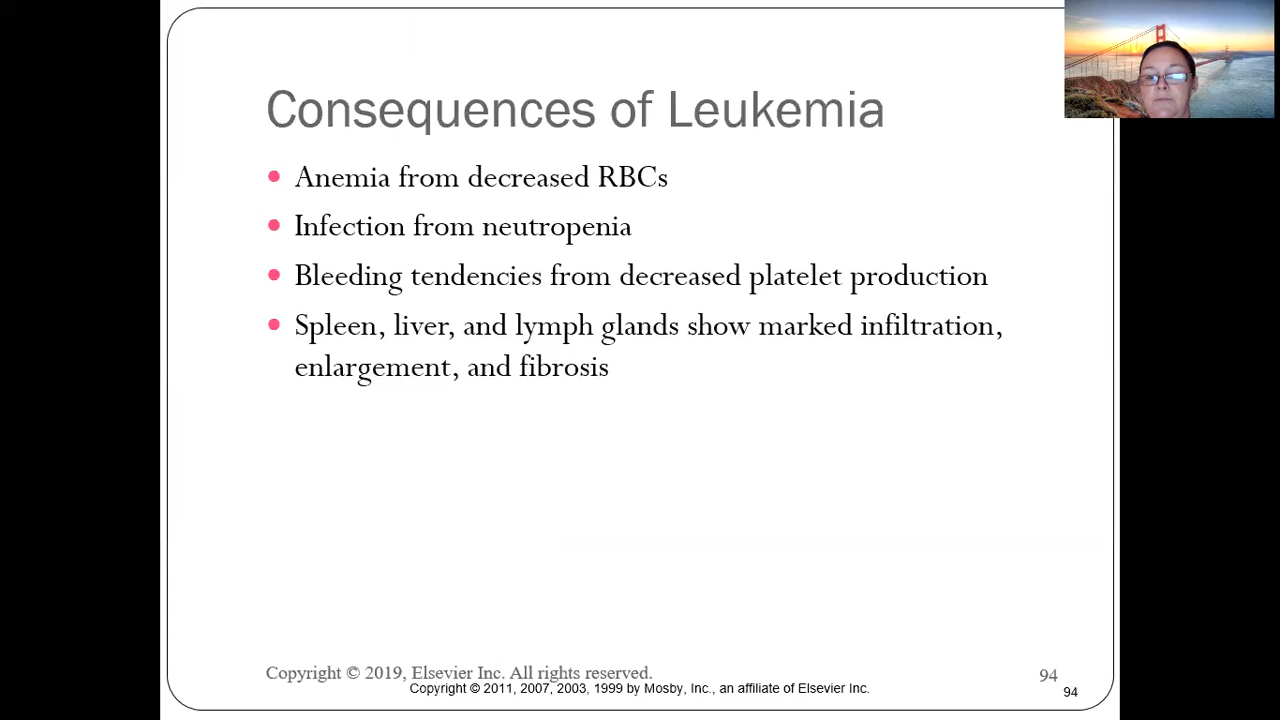 Consequences of Leukemia
Anemia from decreased RBCs
Infection from neutropenia
Bleeding tendencies from decreased platelet production
Spleen, liver, and lymph glands show marked infiltration,
enlargement, and fibrosis
Copyright © 2019, Elsevier Inc. All rights reserved.
94
Copyright © 2011, 2007, 2003, 1999 by Mosby, Inc., an affiliate of Elsevier Inc.
94